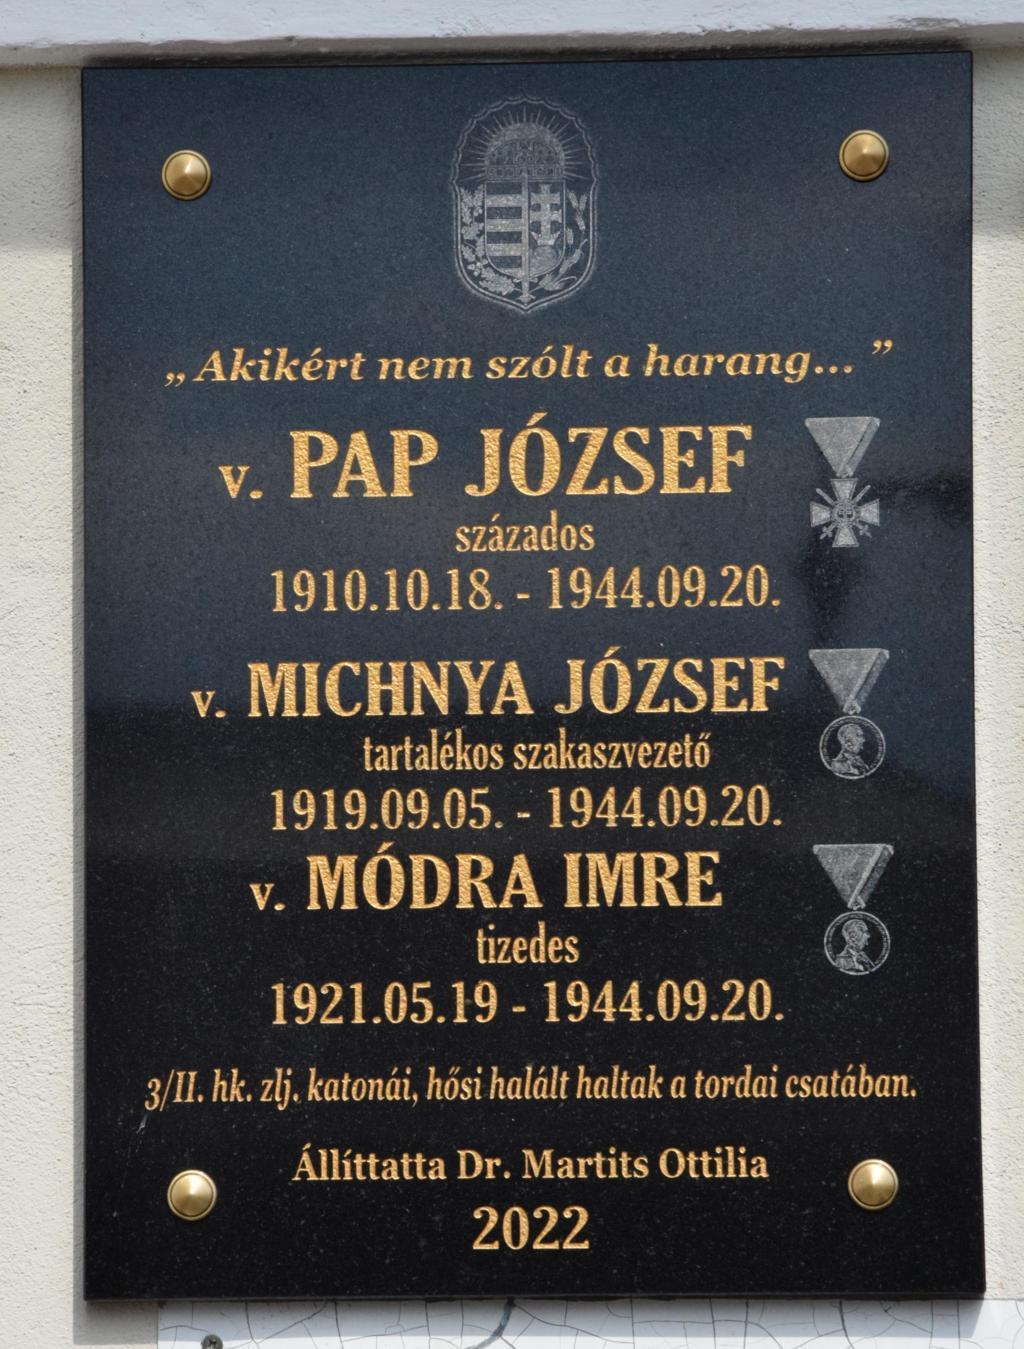 „Akikért nem szólt a harang...”
v. PAP JÓZSEF
százados
1910.10.18. - 1944.09.20.
v. MICHNYA JÓZSEF
tartalékos szakaszvezető
1919.09.05. - 1944.09.20.
v. MÓDRA IMRE
tizedes
1921.05.19 - 1944.09.20.
3/II. hk. zlj. katonái, hősi halált haltak a tordai csatában.
Állíttatta Dr. Martits Ottilia
2022